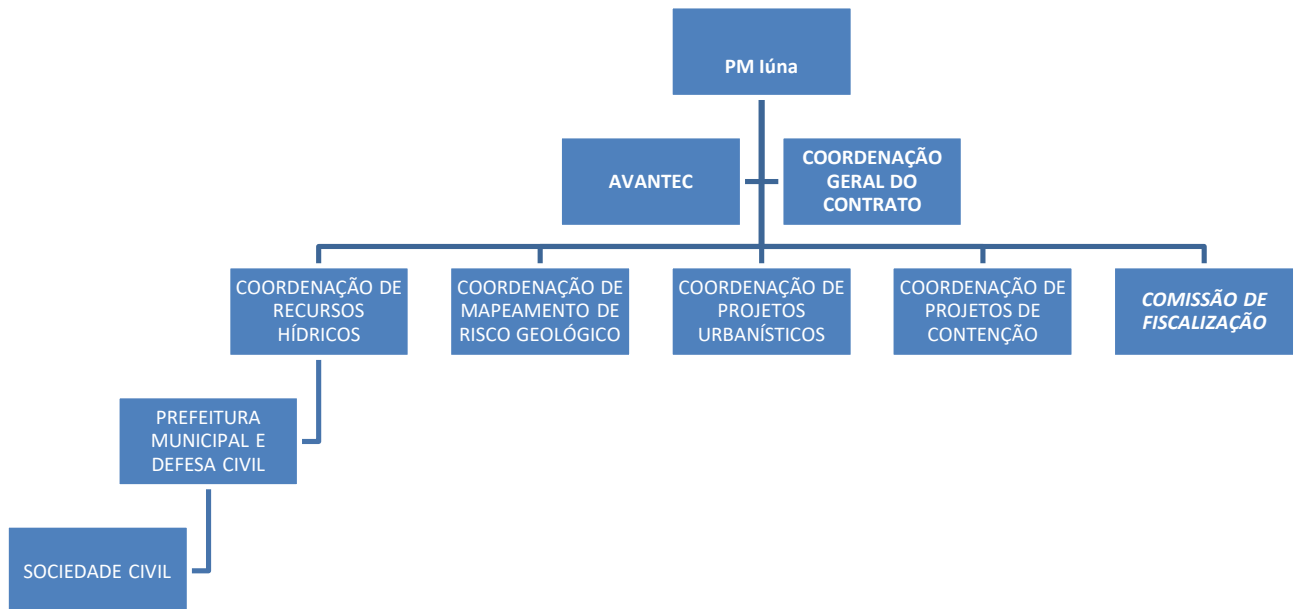 PM Iúna
AVANTEC
COORDENAÇÃO
GERAL DO
CONTRATO
COORDENAÇÃO DE
RECURSOS
HÍDRICOS
COORDENAÇÃO DE
MAPEAMENTO DE
RISCO GEOLÓGICO
COORDENAÇÃO DE
PROJETOS
URBANÍSTICOS
COORDENAÇÃO DE
PROJETOS DE
CONTENÇÃO
COMISSÃO DE
FISCALIZAÇÃO
PREFEITURA
MUNICIPAL E
DEFESA CIVIL
SOCIEDADE CIVIL